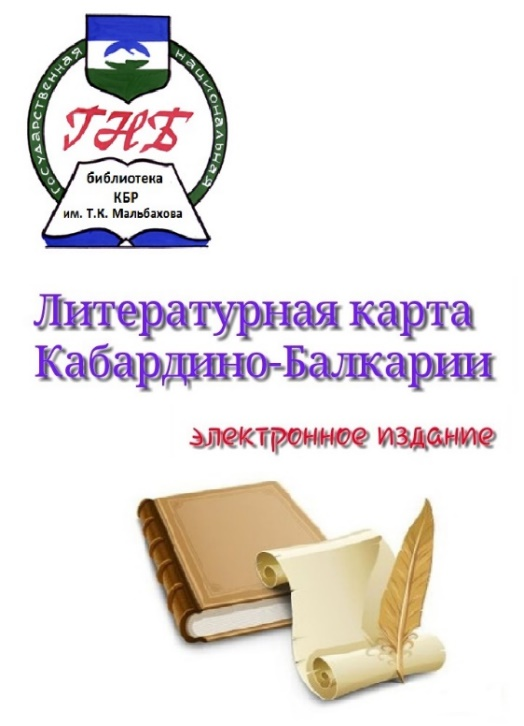 государственная национальная
ГНБ
библиотека
КБР
им. Т.К. Мальбахова
Литературная карта
Кабардино-Балкарии
электронное издание